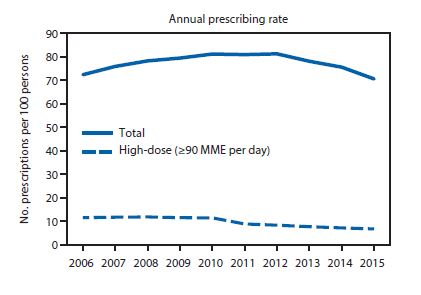 Annual prescribing rate
No. prescriptions per 100 persons
90
80
70
60
50
40
30
20
10
0
Total
High-dose (≥90 MME per day)
2006 2007 2008 2009 2010 2011 2012 2013 2014 2015